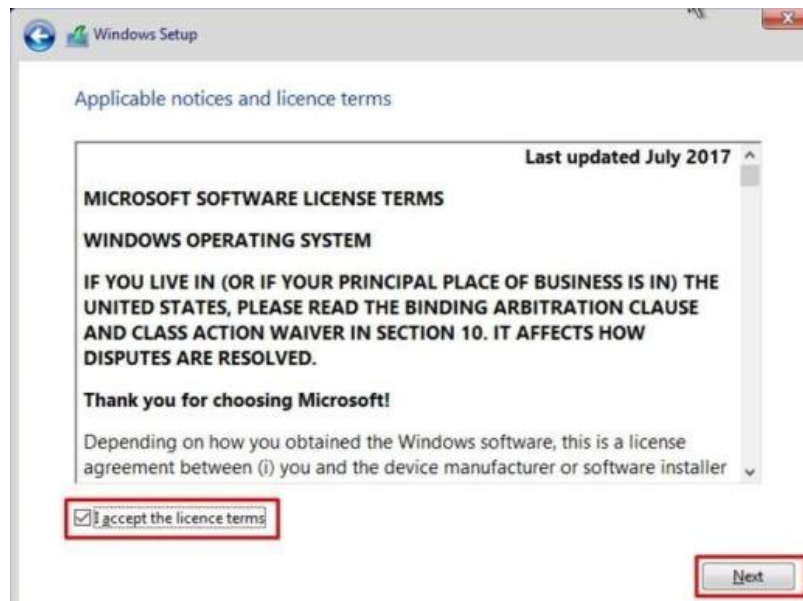 Windows Setup
Applicable notices and licence terms
Last updated July 2017
MICROSOFT SOFTWARE LICENSE TERMS
WINDOWS OPERATING SYSTEM
IF YOU LIVE IN (OR IF YOUR PRINCIPAL PLACE OF BUSINESS IS IN) THE
UNITED STATES, PLEASE READ THE BINDING ARBITRATION CLAUSE
AND CLASS ACTION WAIVER IN SECTION 10. IT AFFECTS HOW
DISPUTES ARE RESOLVED.
Thank you for choosing Microsoft!
Depending on how you obtained the Windows software, this is a license
agreement between (i) you and the device manufacturer or software installer
I accept the licence terms
Next